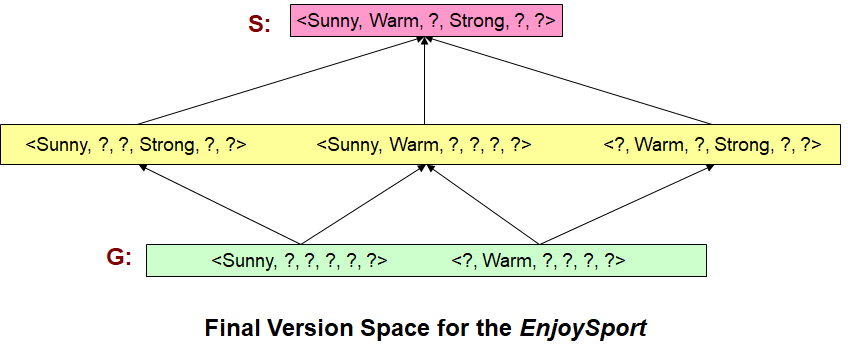 S: <Sunny, Warm, ?, Strong, ?, ?>
<Sunny, ?, ?, Strong, ?, ?> <Sunny, Warm, ?, ?, ?, ?> <?, Warm, ?, Strong, ?, ?>
G: <Sunny, ?, ?, ?, ?, ?> <?, Warm, ?, ?, ?, ?>
Final Version Space for the EnjoySport